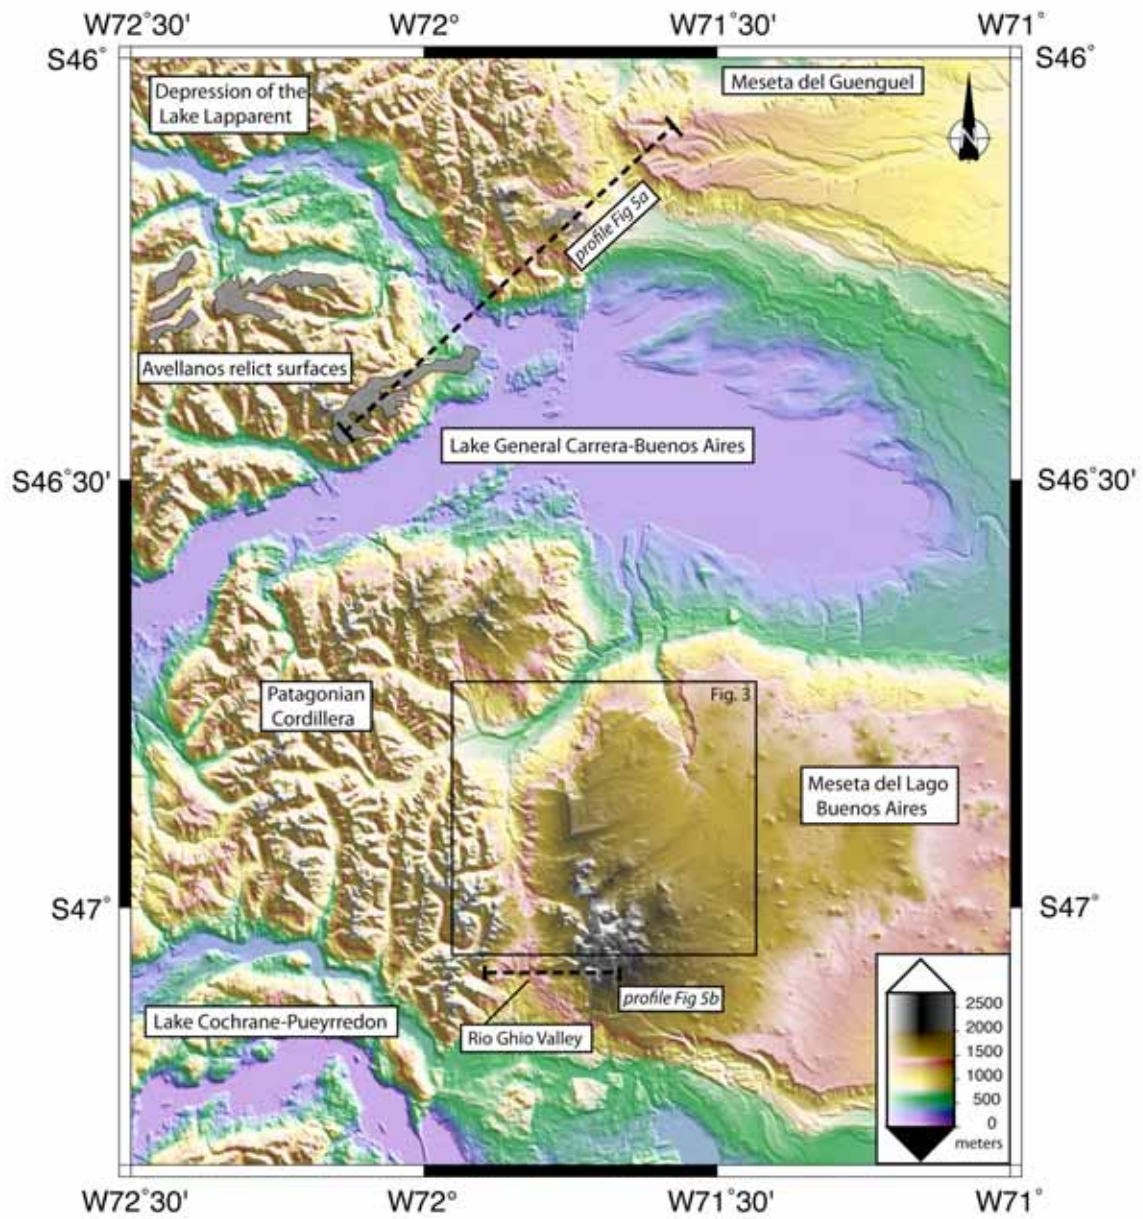 W72˚30'
W72°
W71˚30'
W71˚
S46˚
S46˚
Depression of the
Lake Lapparent
Meseta del Guenguel
N
profile Fig 5a
Avellanos relict surfaces
Lake General Carrera-Buenos Aires
S46˚30'
S46˚30'
Patagonian
Cordillera
Fig. 3
Meseta del Lago
Buenos Aires
S47˚
S47˚
profile Fig 5b
Lake Cochrane-Pueyrredon
Rio Ghio Valley
2500
2000
1500
1000
500
0
meters
W72˚30'
W72°
W71˚30'
W71˚